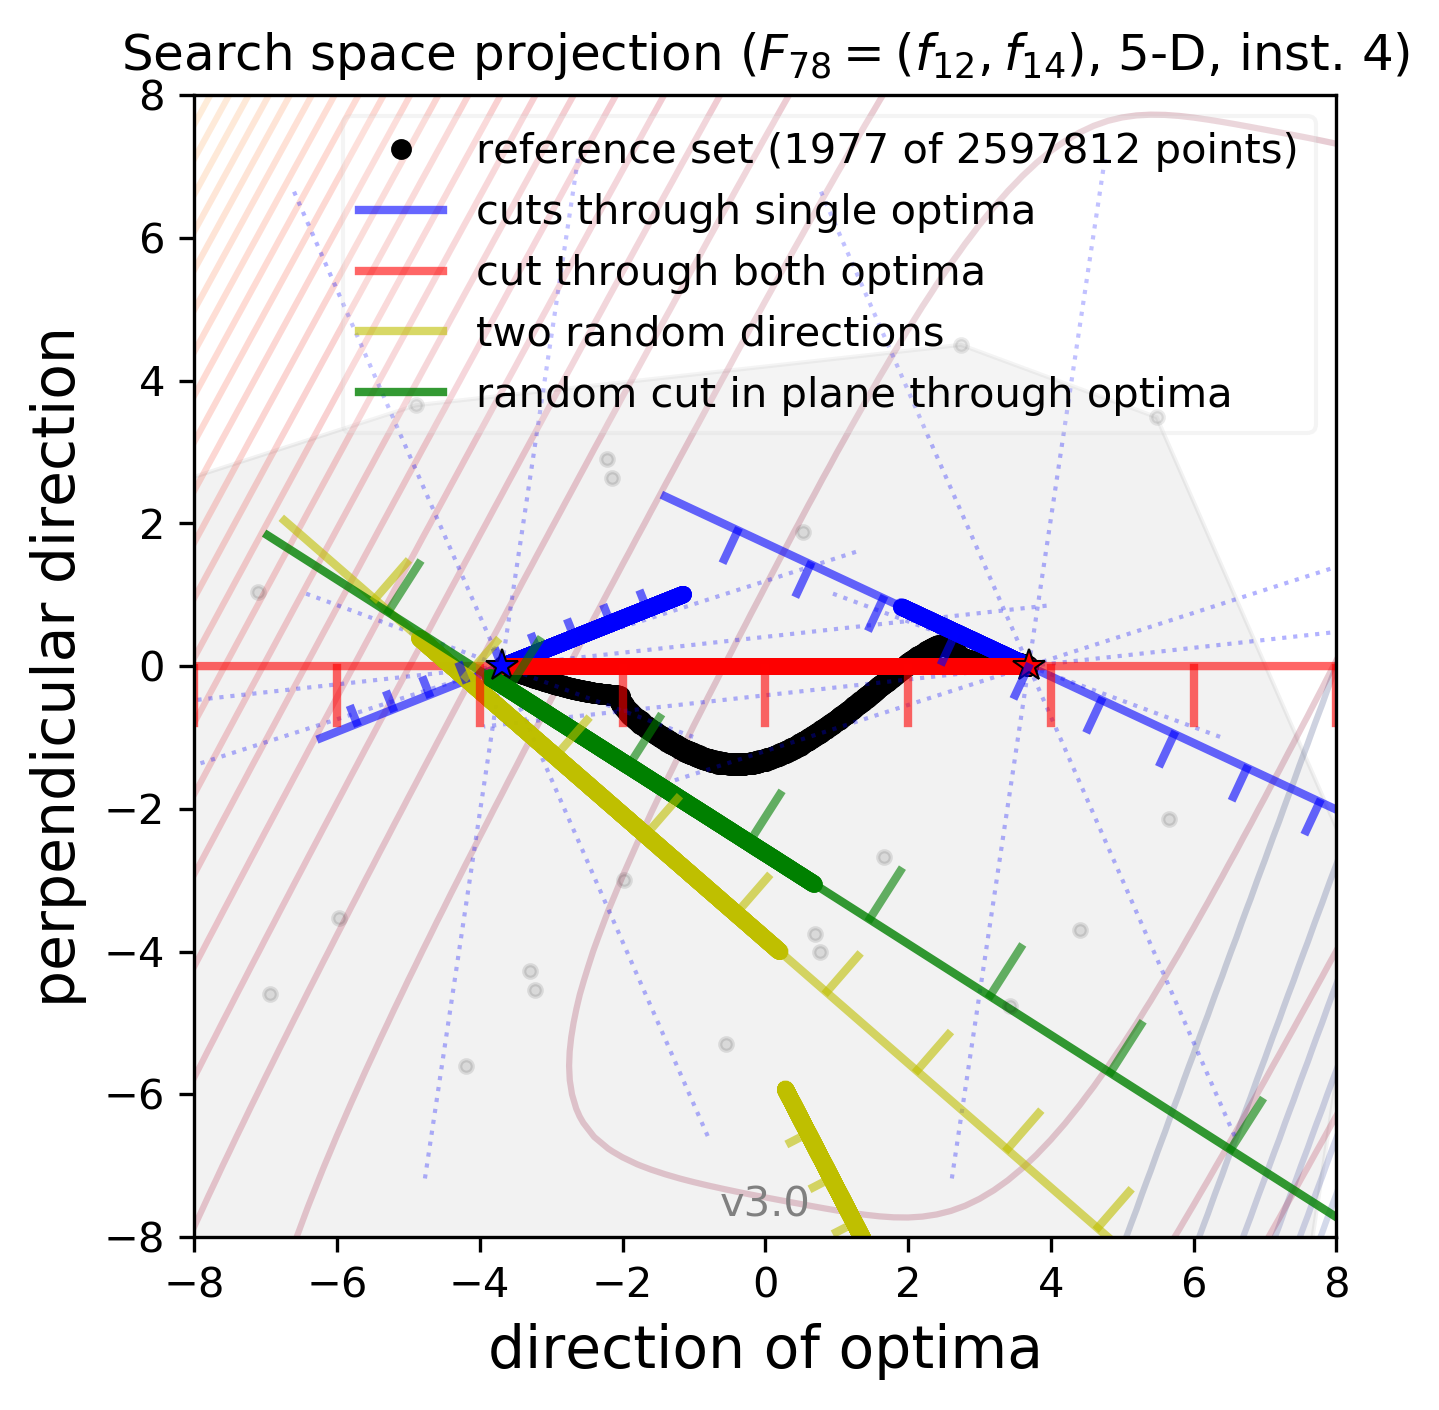 Search space projection (F₇₈ = (f₁₂, f₁₄), 5-D, inst. 4)
reference set (1977 of 2597812 points)
cuts through single optima
cut through both optima
two random directions
random cut in plane through optima
8
6
4
2
0
−2
−4
−6
−8
perpendicular direction
v3.0
−8 −6 −4 −2 0 2 4 6 8
direction of optima